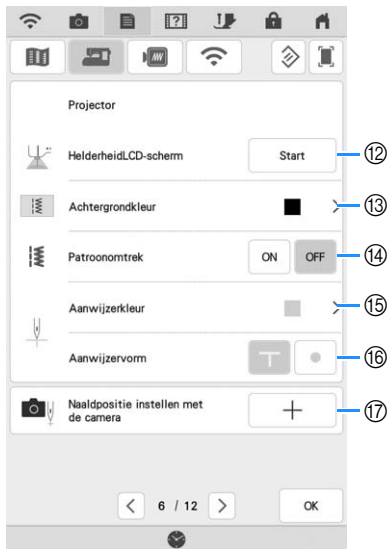 Projector
HelderheidLCD-scherm
Start
⑫
Achtergrondkleur
⑬
Patroonomtrek
ON
OFF
⑭
Aanwijzerkleur
⑮
Aanwijzervorm
⑯
Naaldpositie instellen met
de camera
⑰
6 / 12
OK